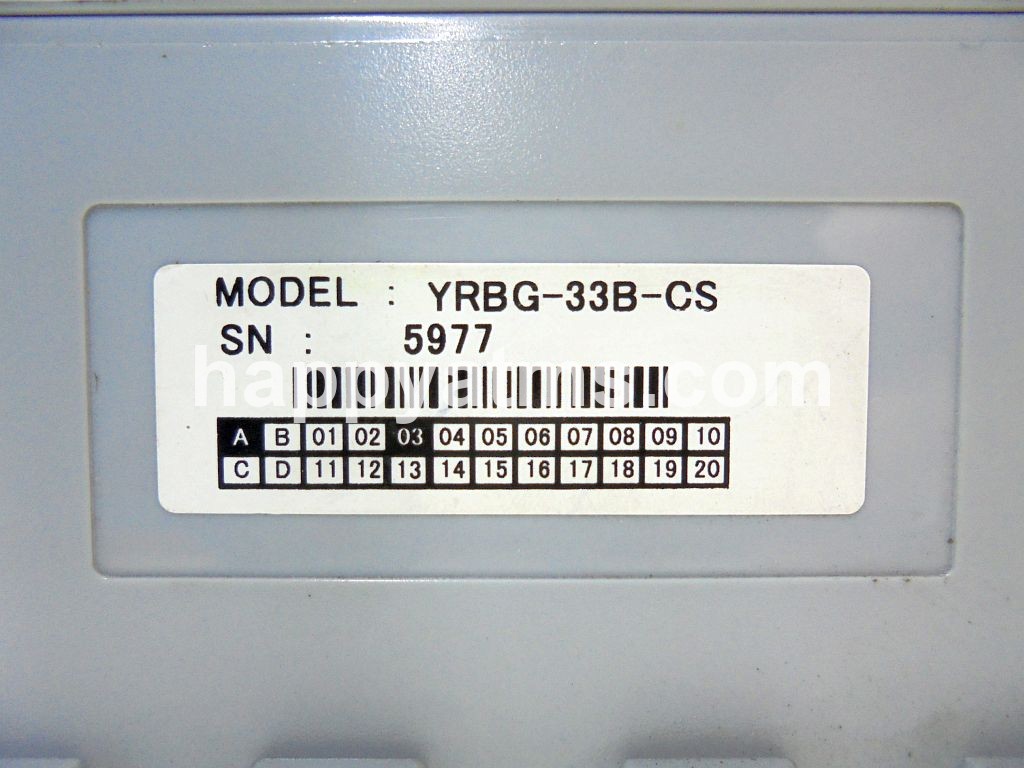 MODEL : YRBG-33B-CS
SN : 5977
happyatms.com
A B 01 02 03 04 05 06 07 08 09 10
C D 11 12 13 14 15 16 17 18 19 20